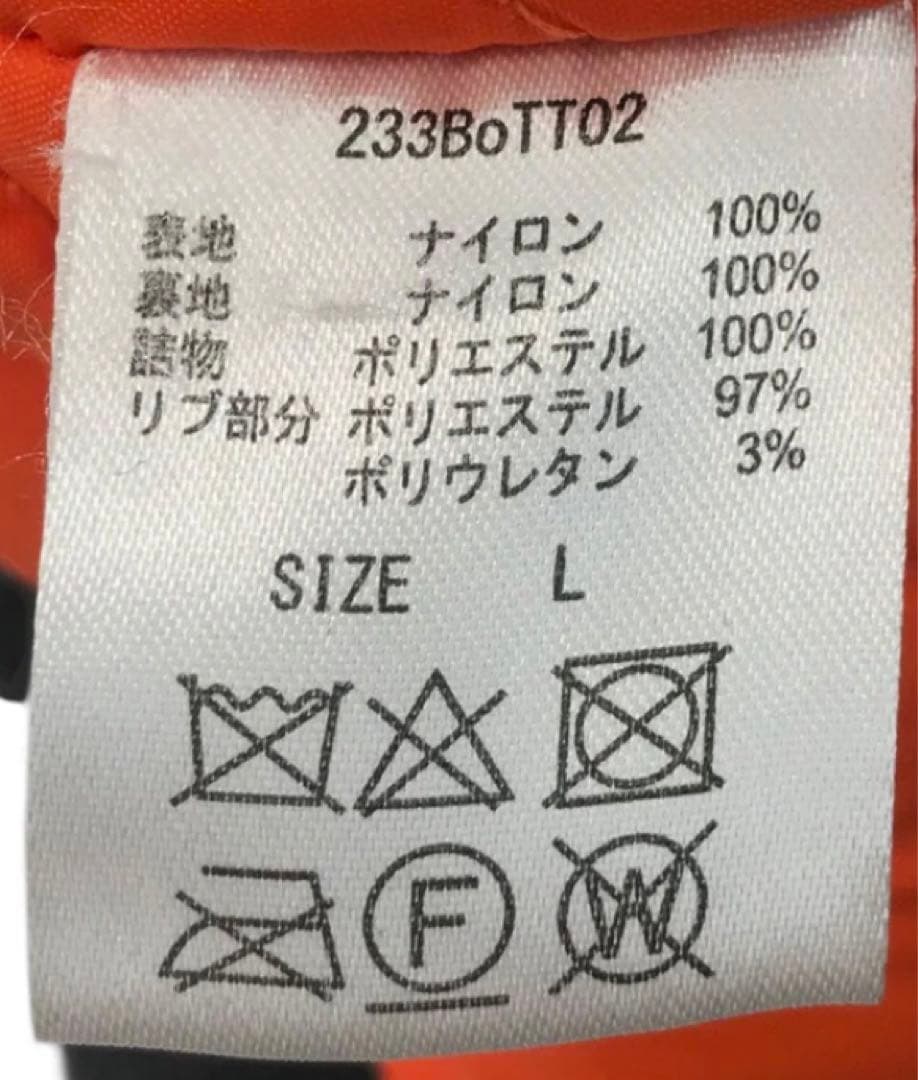 233BoTT02
表地 ナイロン 100%
裏地 ナイロン 100%
詰物 ポリエステル 100%
リブ部分 ポリエステル 97%
ポリウレタン 3%
SIZE L
F
W